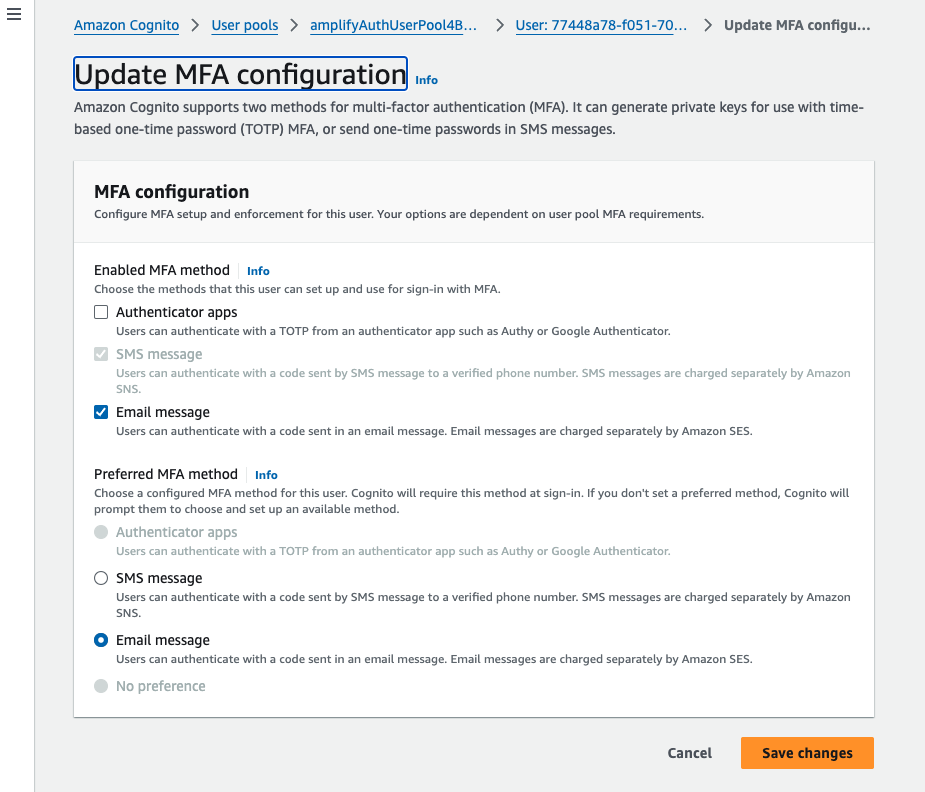 Amazon Cognito > User pools > amplifyAuthUserPool4B... > User: 77448a78-f051-70... > Update MFA configu...
Update MFA configuration Info
Amazon Cognito supports two methods for multi-factor authentication (MFA). It can generate private keys for use with time-
based one-time password (TOTP) MFA, or send one-time passwords in SMS messages.
MFA configuration
Configure MFA setup and enforcement for this user. Your options are dependent on user pool MFA requirements.
Enabled MFA method Info
Choose the methods that this user can set up and use for sign-in with MFA.
Authenticator apps
Users can authenticate with a TOTP from an authenticator app such as Authy or Google Authenticator.
SMS message
Users can authenticate with a code sent by SMS message to a verified phone number. SMS messages are charged separately by Amazon
SNS.
Email message
Users can authenticate with a code sent in an email message. Email messages are charged separately by Amazon SES.
Preferred MFA method Info
Choose a configured MFA method for this user. Cognito will require this method at sign-in. If you don't set a preferred method, Cognito will
prompt them to choose and set up an available method.
Authenticator apps
Users can authenticate with a TOTP from an authenticator app such as Authy or Google Authenticator.
SMS message
Users can authenticate with a code sent by SMS message to a verified phone number. SMS messages are charged separately by Amazon
SNS.
Email message
Users can authenticate with a code sent in an email message. Email messages are charged separately by Amazon SES.
No preference
Cancel Save changes